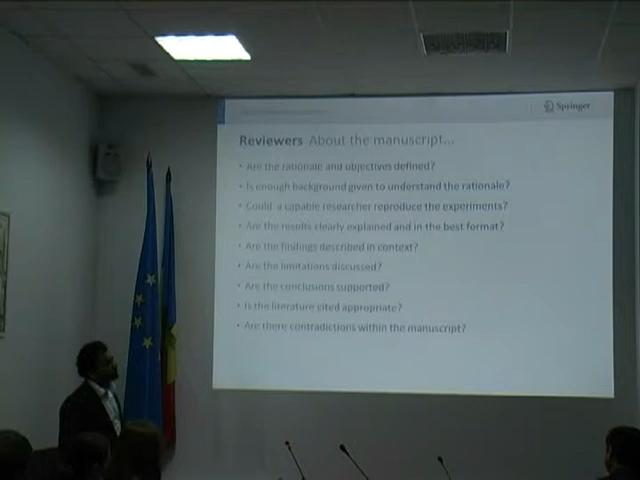 Springer
Reviewers About the manuscript...
• Are the rationale and objectives defined?
• Is enough background given to understand the rationale?
• Could a capable researcher reproduce the experiments?
• Are the results clearly explained and in the best format?
• Are the findings described in context?
• Are the limitations discussed?
• Are the conclusions supported?
• Is the literature cited appropriate?
• Are there contradictions within the manuscript?